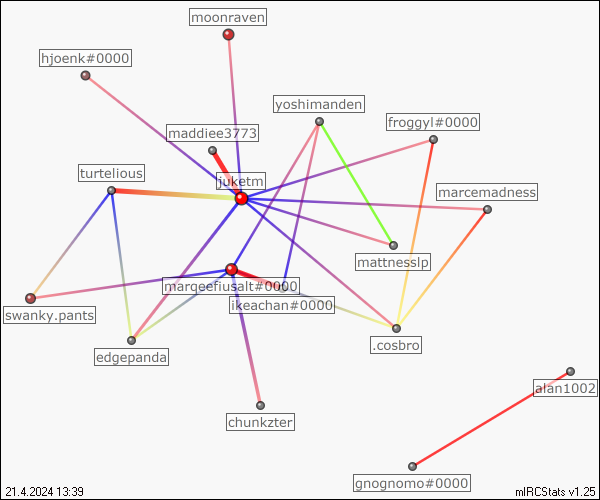 moonraven
hjoenk#0000
yoshimanden
froggyl#0000
maddiee3773
turtelious
juketm
marcemadness
mattnesslp
marqeefiusalt#0000
ikeachan#0000
swanky.pants
.cosbro
edgepanda
alan1002
chunkzter
gnognomo#0000
21.4.2024 13:39
mIRCStats v1.25